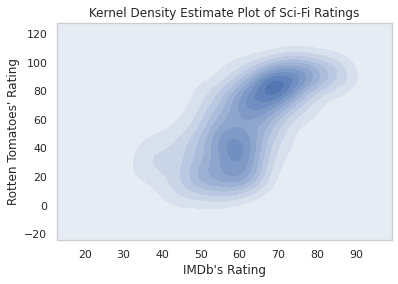 Kernel Density Estimate Plot of Sci-Fi Ratings
120
100
80
60
40
20
0
−20
Rotten Tomatoes' Rating
20 30 40 50 60 70 80 90
IMDb's Rating